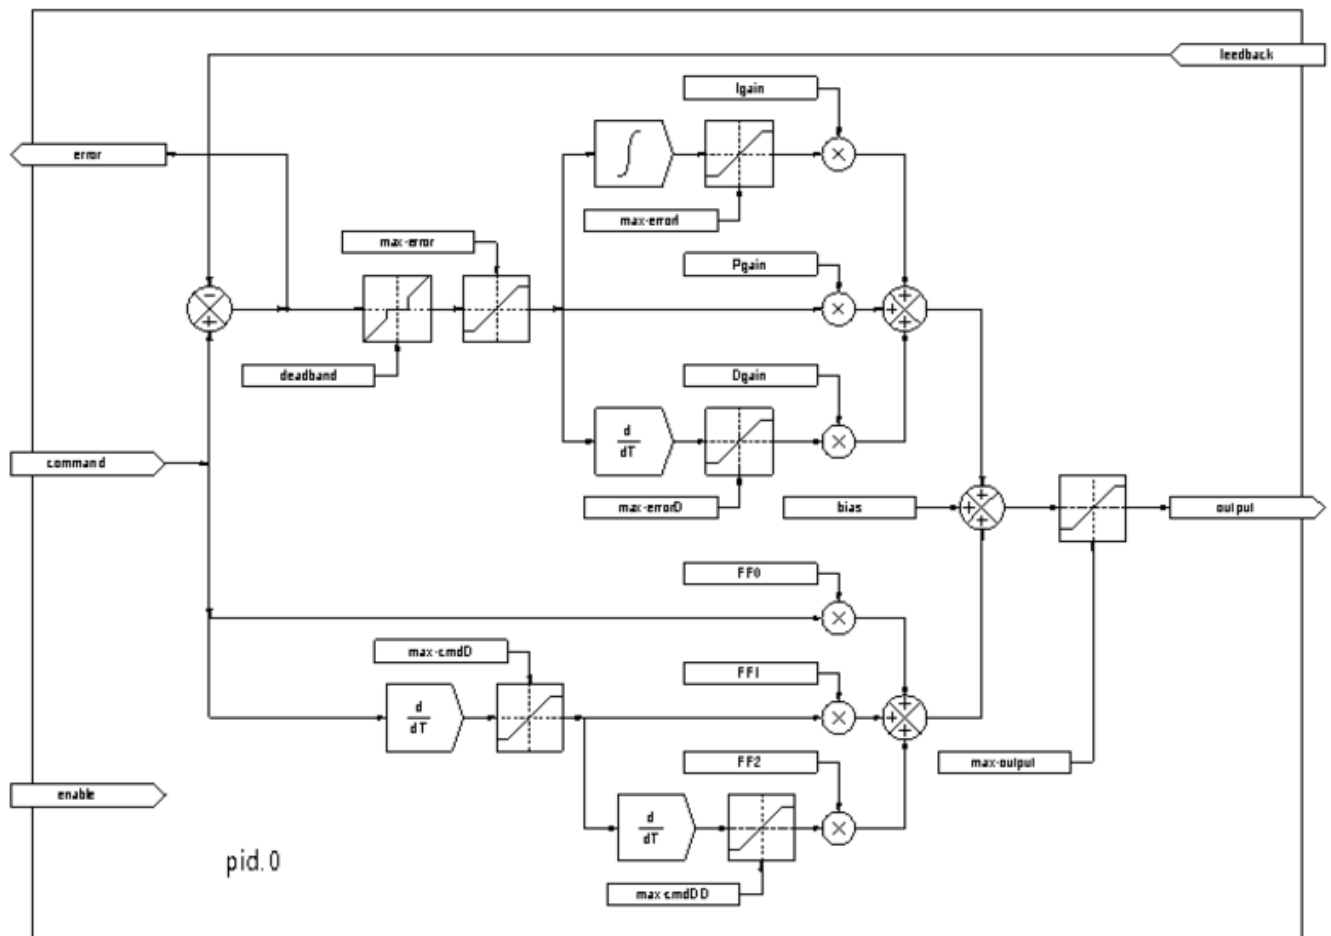 feedback
Igain
error
max-errorI
max-error
Pgain
deadband
Dgain
d
dT
command
max-errorD
bias
output
FF0
max-cmdD
FF1
d
dT
max-output
FF2
enable
d
dT
pid.0
max-cmdDD